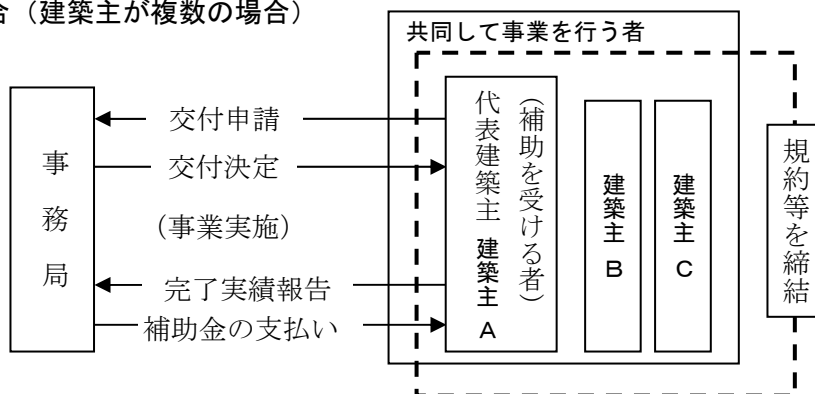 合（建築主が複数の場合）
共同して事業を行う者
事務局
交付申請
交付決定
（事業実施）
完了実績報告
補助金の支払い
（補助を受ける者）
代表建築主 建築主A
建築主B
建築主C
規約等を締結